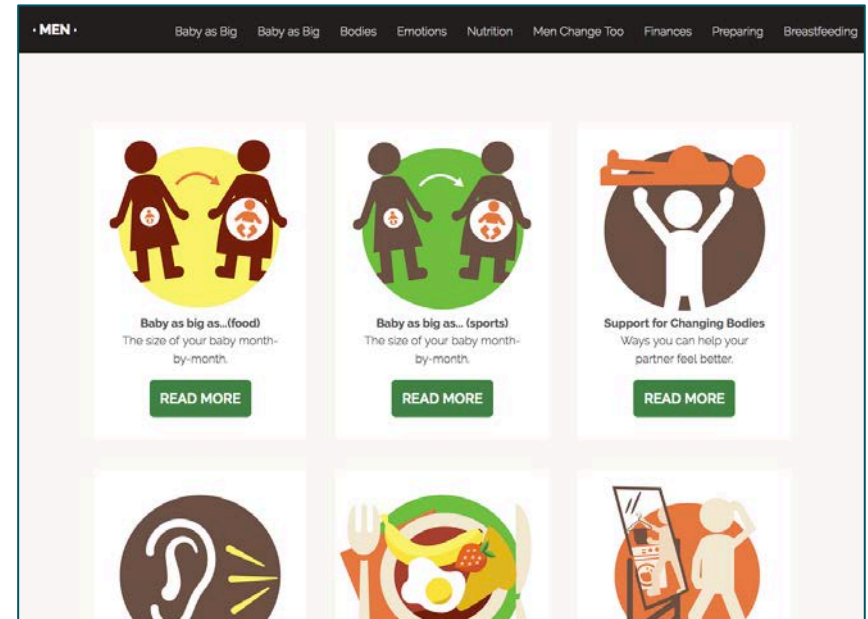 · MEN · Baby as Big Baby as Big Bodies Emotions Nutrition Men Change Too Finances Preparing Breastfeeding
Baby as big as...(food)
The size of your baby month-
by-month.
READ MORE
Baby as big as... (sports)
The size of your baby month-
by-month.
READ MORE
Support for Changing Bodies
Ways you can help your
partner feel better.
READ MORE